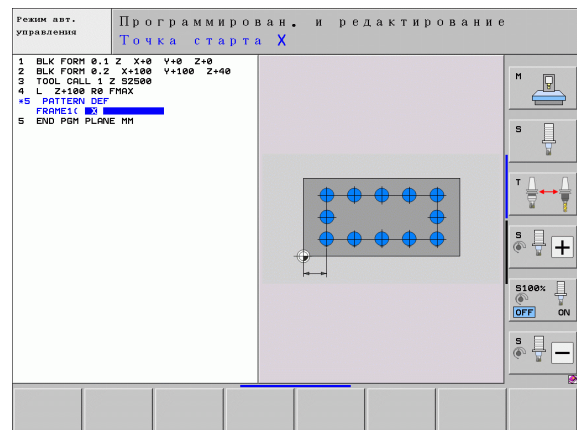 Режим авт.
управления
Программирован. и редактирование
Точка старта X
1 BLK FORM 0.1 Z X+0 Y+0 Z+0
2 BLK FORM 0.2 X+100 Y+100 Z+40
3 TOOL CALL 1 Z S2500
4 L Z+100 R0 FMAX
*5 PATTERN DEF
FRAME1( X
5 END PGM PLANE MM
M
S
T
S
+
S100%
OFF ON
S
-